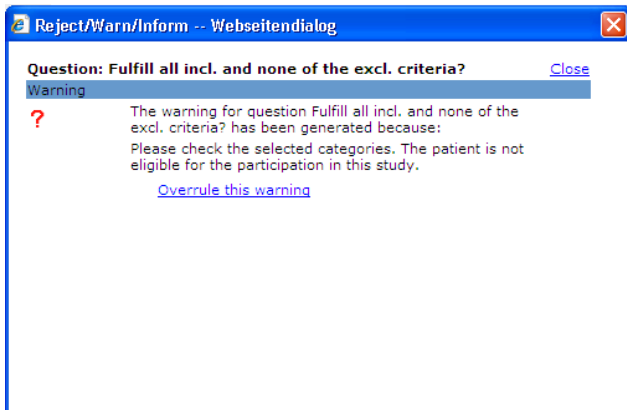 Reject/Warn/Inform -- Webseitendialog
Question: Fulfill all incl. and none of the excl. criteria? Close
Warning
? The warning for question Fulfill all incl. and none of the
excl. criteria? has been generated because:
Please check the selected categories. The patient is not
eligible for the participation in this study.
Overrule this warning